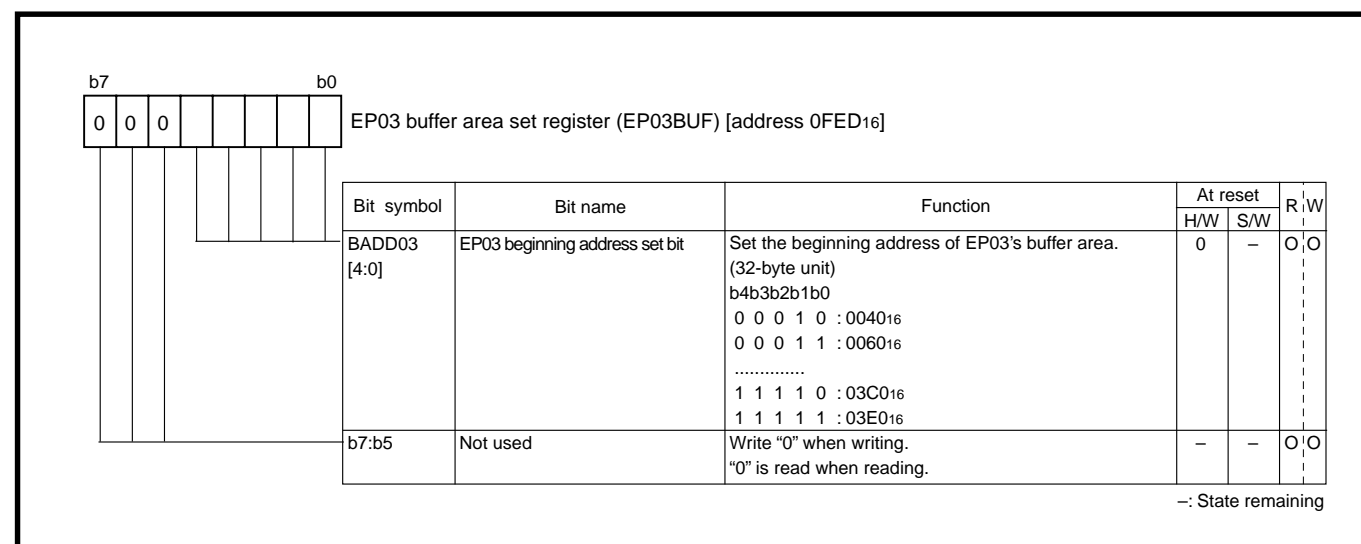 b7 b0
0 0 0
EP03 buffer area set register (EP03BUF) [address 0FED16]
Bit symbol Bit name Function At reset R W
H/W S/W
BADD03 EP03 beginning address set bit Set the beginning address of EP03's buffer area. 0 – O O
[4:0] (32-byte unit)
b4b3b2b1b0
0 0 0 1 0 : 004016
0 0 0 1 1 : 006016
..............
1 1 1 1 0 : 03C016
1 1 1 1 1 : 03E016
b7:b5 Not used Write “0” when writing. – – O O
“0” is read when reading.
–: State remaining